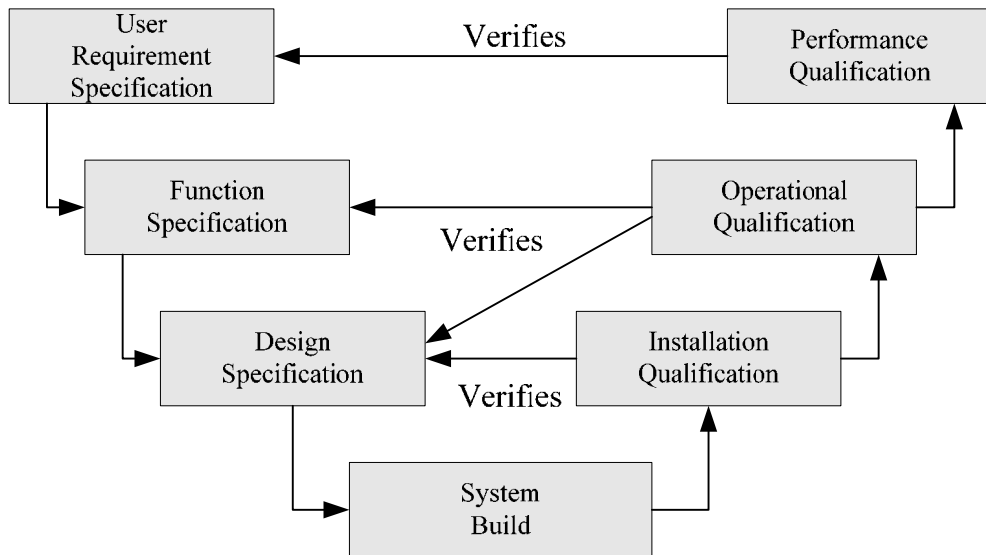 User
Requirement
Specification
Verifies
Performance
Qualification
Function
Specification
Verifies
Operational
Qualification
Design
Specification
Verifies
Installation
Qualification
System
Build